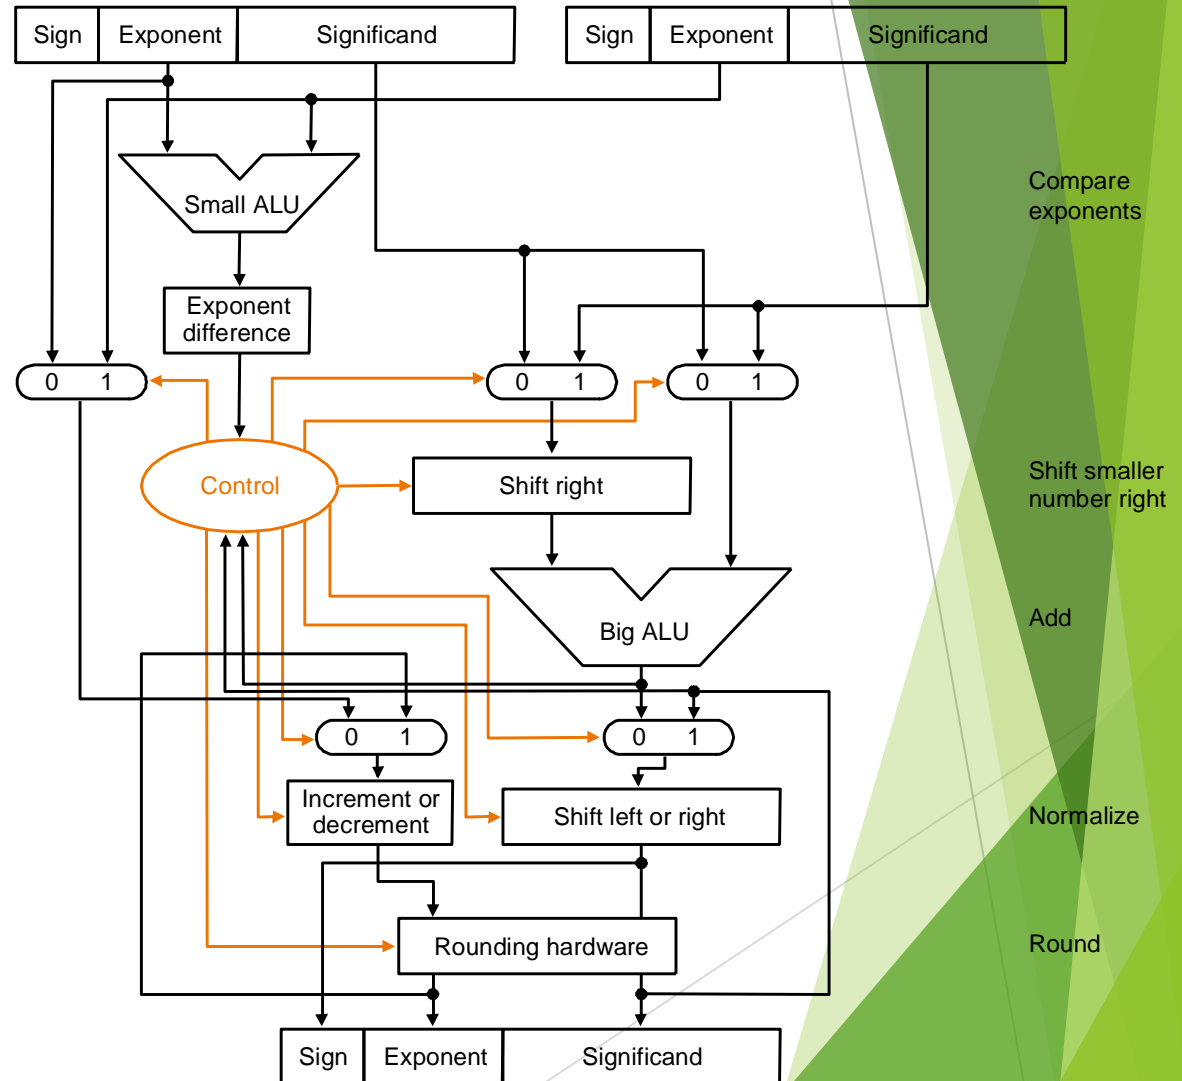 Sign Exponent Significand Sign Exponent Significand
Compare
exponents
Small ALU
Exponent
difference
0 1 0 1 0 1
Control Shift right
Shift smaller
number right
Big ALU
Add
0 1 0 1
Increment or
decrement
Shift left or right
Normalize
Rounding hardware
Round
Sign Exponent Significand